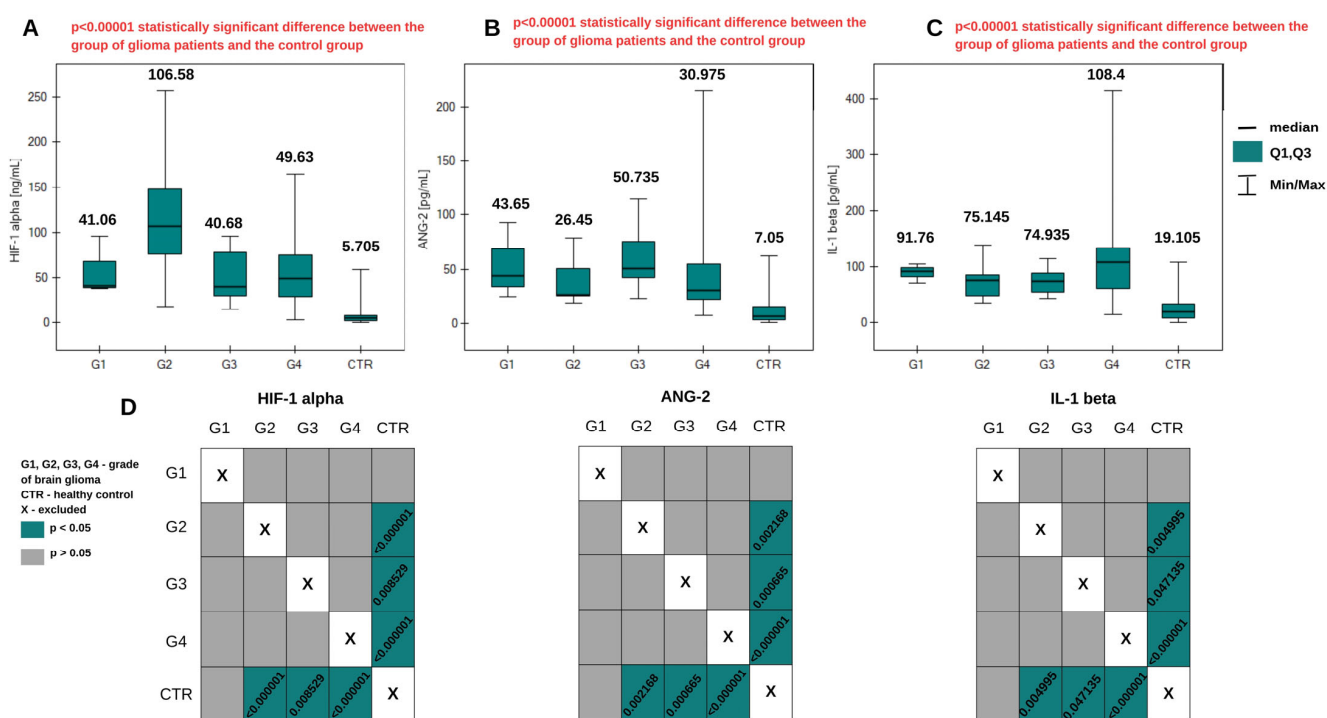 A
p<0.00001 statistically significant difference between the
group of glioma patients and the control group
HIF-1 alpha [ng/mL]
250
200
150
100
50
0
41.06
106.58
40.68
49.63
5.705
G1 G2 G3 G4 CTR
B
p<0.00001 statistically significant difference between the
group of glioma patients and the control group
ANG-2 [pg/mL]
200
150
100
50
0
43.65
26.45
50.735
30.975
7.05
G1 G2 G3 G4 CTR
C
p<0.00001 statistically significant difference between the
group of glioma patients and the control group
IL-1 beta [pg/mL]
400
300
200
100
0
91.76
75.145
74.935
108.4
19.105
G1 G2 G3 G4 CTR
median
Q1,Q3
Min/Max
D
G1, G2, G3, G4 - grade
of brain glioma
CTR - healthy control
X - excluded
p < 0.05
p > 0.05
HIF-1 alpha
G1 G2 G3 G4 CTR
G1 X
G2 X <0.000001
G3 X 0.008529
G4 X <0.000001
CTR <0.000001 0.008529 <0.000001 X
ANG-2
G1 G2 G3 G4 CTR
X
X 0.002168
X 0.000665
X <0.000001
0.002168 0.000665 <0.000001 X
IL-1 beta
G1 G2 G3 G4 CTR
X
X 0.004995
X 0.047135
X <0.000001
0.004995 0.047135 <0.000001 X